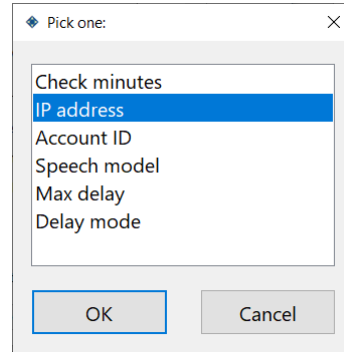 Pick one:
Check minutes
IP address
Account ID
Speech model
Max delay
Delay mode
OK
Cancel